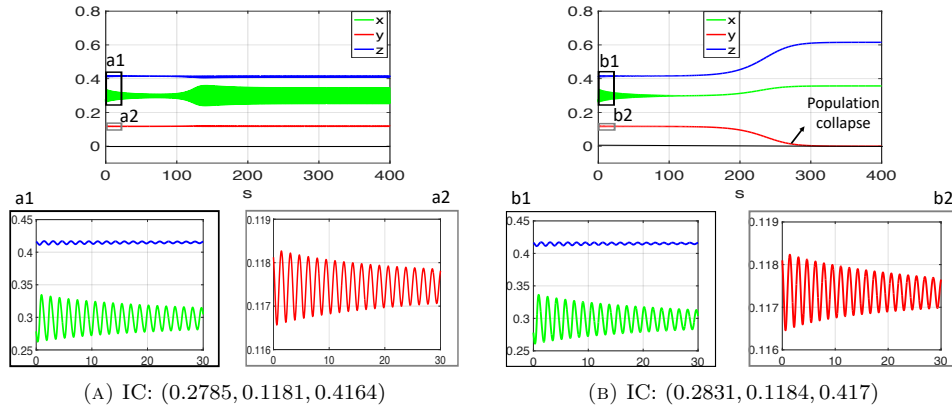 0.8
x
y
z
0.6
a1
0.4
0.2
a2
0
0 100 200 300 400
s
0.8
x
y
z
0.6
b1
0.4
Population
collapse
0.2
b2
0
0 100 200 300 400
s
a1
0.45
0.4
0.35
0.3
0.25
0 10 20 30
a2
0.119
0.118
0.117
0.116
0 10 20 30
b1
0.45
0.4
0.35
0.3
0.25
0 10 20 30
b2
0.119
0.118
0.117
0.116
0 10 20 30
(A) IC: (0.2785, 0.1181, 0.4164)
(B) IC: (0.2831, 0.1184, 0.417)